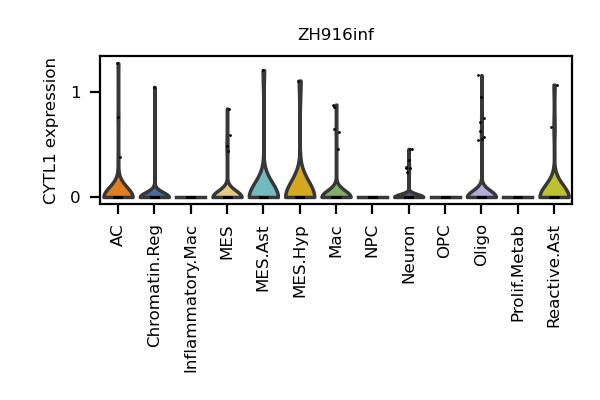 ZH916inf
CYTL1 expression
1
0
AC
Chromatin.Reg
Inflammatory.Mac
MES
MES.Ast
MES.Hyp
Mac
NPC
Neuron
OPC
Oligo
Prolif.Metab
Reactive.Ast